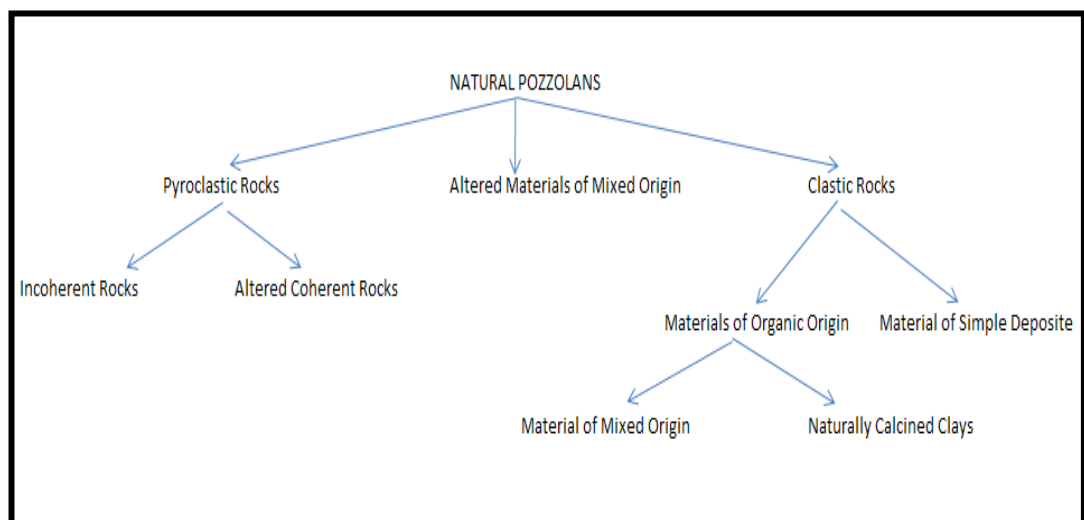 NATURAL POZZOLANS
Pyroclastic Rocks
Altered Materials of Mixed Origin
Clastic Rocks
Incoherent Rocks
Altered Coherent Rocks
Materials of Organic Origin
Material of Simple Deposite
Material of Mixed Origin
Naturally Calcined Clays